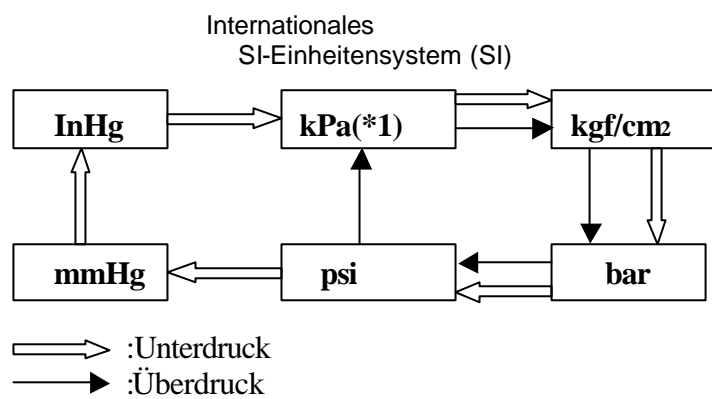 Internationales
SI-Einheitensystem (SI)
InHg kPa(*1) kgf/cm2
mmHg psi bar
:Unterdruck
:Überdruck